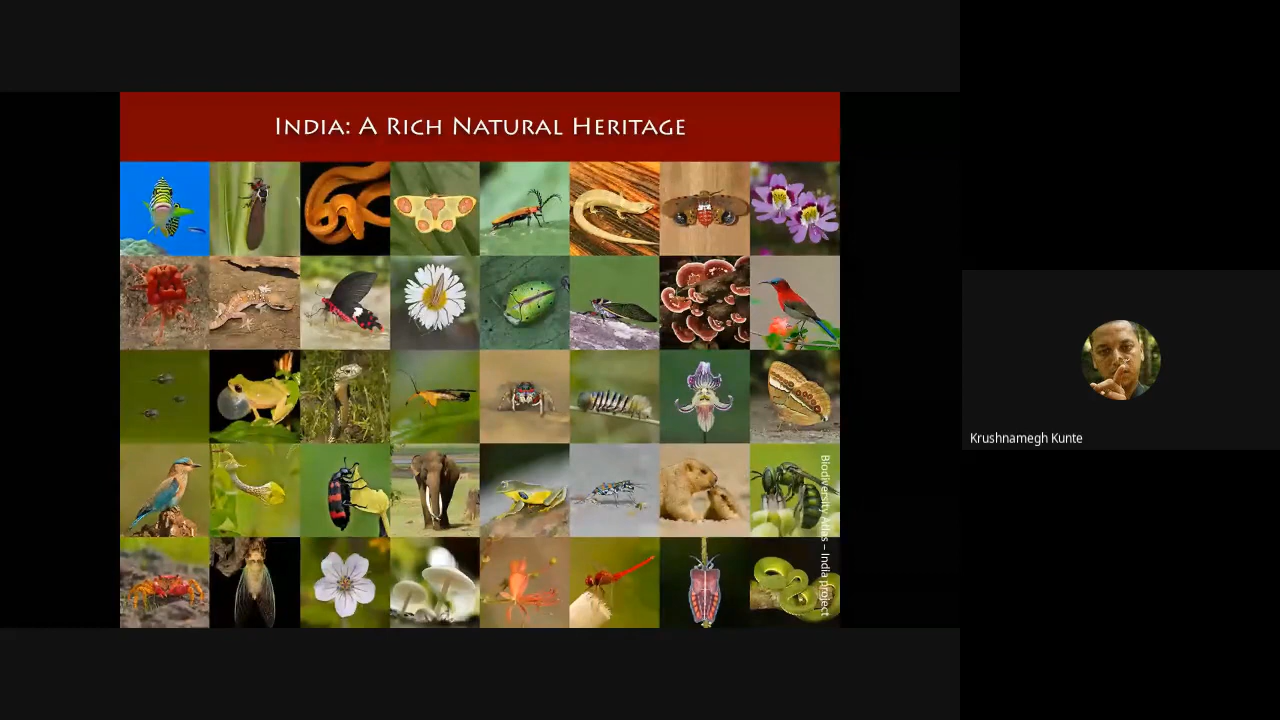 India: A Rich Natural Heritage
Biodiversity Atlas – India project
Krushnamegh Kunte